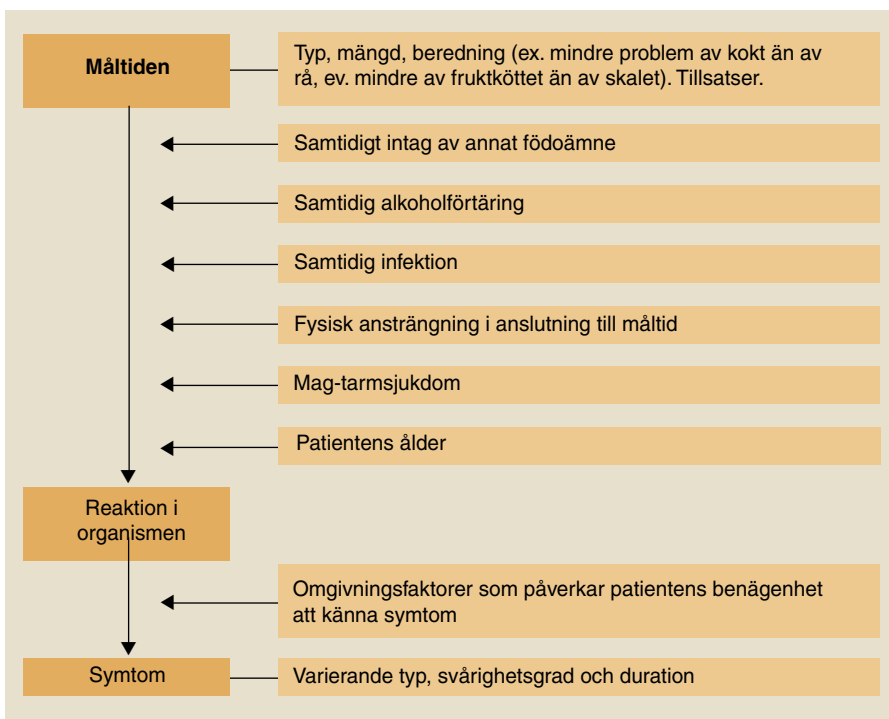 Måltiden
Typ, mängd, beredning (ex. mindre problem av kokt än av
rå, ev. mindre av fruktköttet än av skalet). Tillsatser.
Samtidigt intag av annat födoämne
Samtidig alkoholförtäring
Samtidig infektion
Fysisk ansträngning i anslutning till måltid
Mag-tarmsjukdom
Patientens ålder
Reaktion i
organismen
Omgivningsfaktorer som påverkar patientens benägenhet
att känna symtom
Symtom
Varierande typ, svårighetsgrad och duration